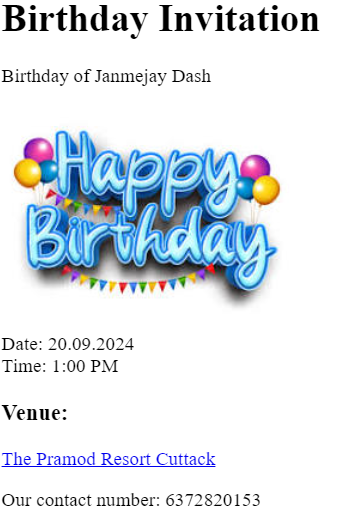 Birthday Invitation
Birthday of Janmejay Dash
Happy
Birthday
Date: 20.09.2024
Time: 1:00 PM
Venue:
The Pramod Resort Cuttack
Our contact number: 6372820153